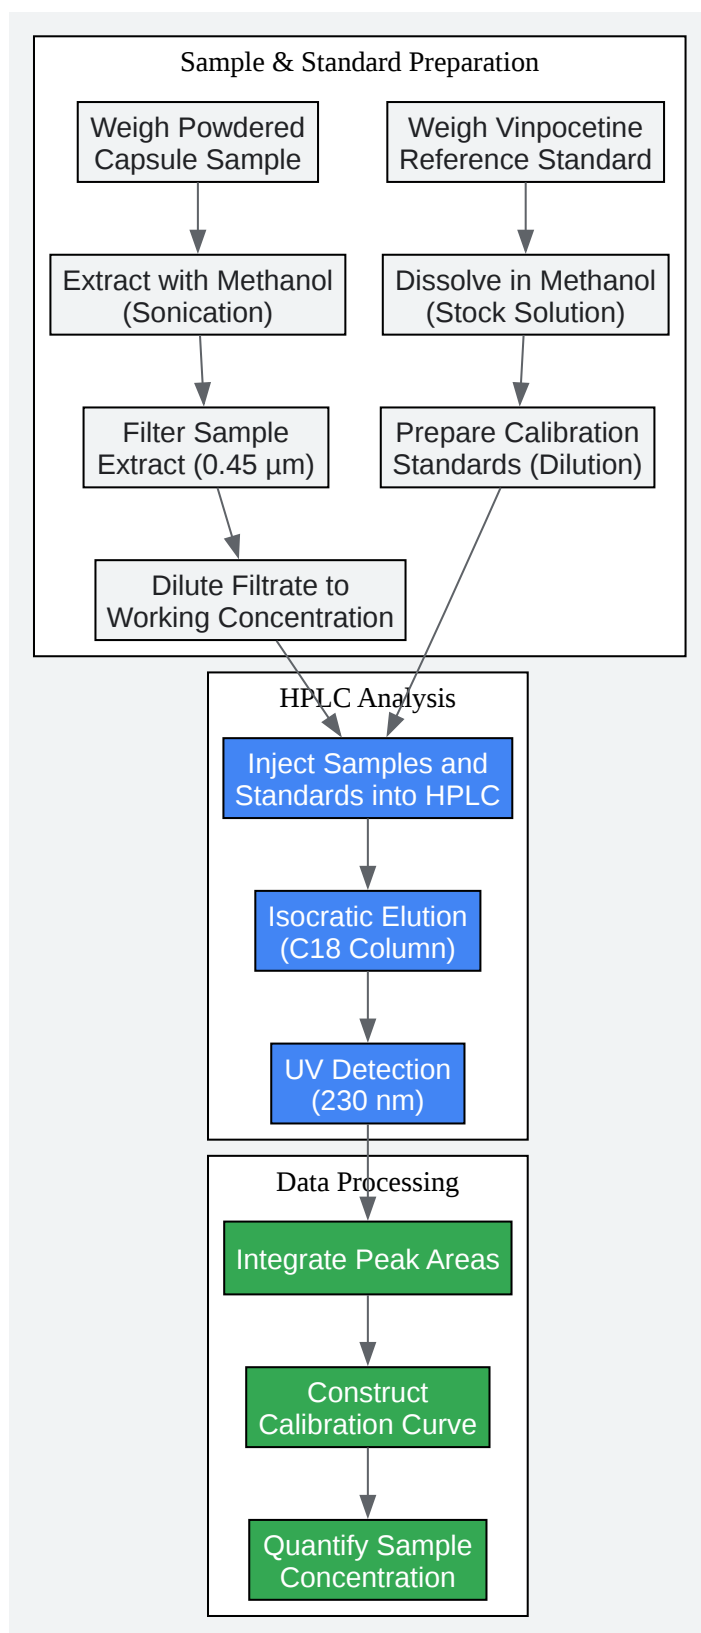 Sample & Standard Preparation
Weigh Powdered
Capsule Sample
Weigh Vinpocetine
Reference Standard
Extract with Methanol
(Sonication)
Dissolve in Methanol
(Stock Solution)
Filter Sample
Extract (0.45 µm)
Prepare Calibration
Standards (Dilution)
Dilute Filtrate to
Working Concentration
HPLC Analysis
Inject Samples and
Standards into HPLC
Isocratic Elution
(C18 Column)
UV Detection
(230 nm)
Data Processing
Integrate Peak Areas
Construct
Calibration Curve
Quantify Sample
Concentration